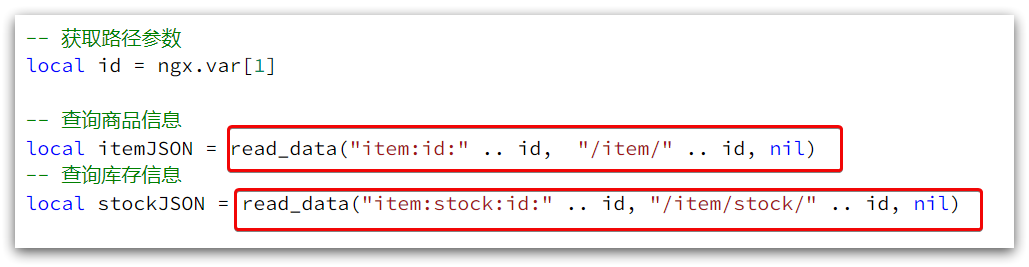 -- 获取路径参数
local id = ngx.var[1]
-- 查询商品信息
local itemJSON = read_data("item:id:" .. id,  "/item/" .. id, nil)
-- 查询库存信息
local stockJSON = read_data("item:stock:id:" .. id, "/item/stock/" .. id, nil)